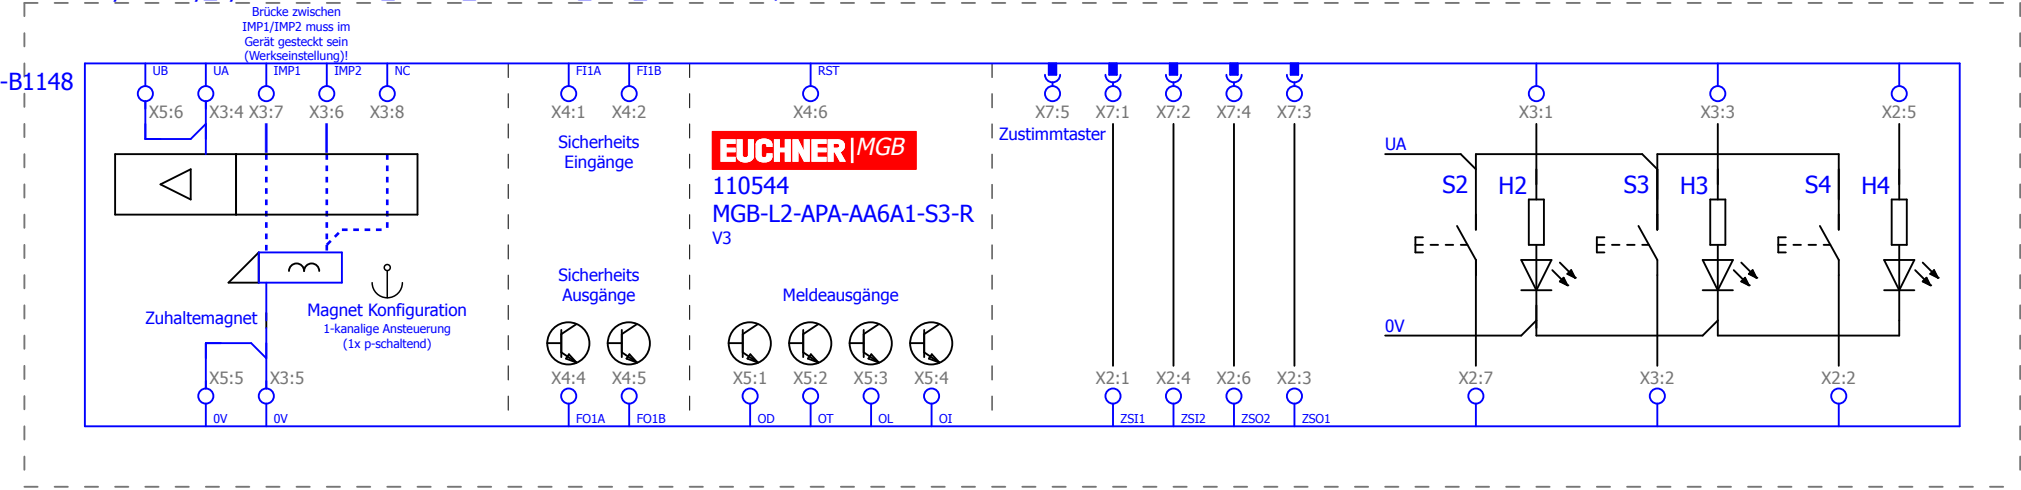 Brücke zwischen
IMP1/IMP2 muss im
Gerät gesteckt sein
(Werkseinstellung)!
-B1148
UB UA IMP1 IMP2 NC FI1A FI1B RST
X5:6 X3:4 X3:7 X3:6 X3:8 X4:1 X4:2 X4:6 X7:5 X7:1 X7:2 X7:4 X7:3 X3:1 X3:3 X2:5
Sicherheits
Eingänge
EUCHNER|MGB
110544
MGB-L2-APA-AA6A1-S3-R
V3
Zustimmtaster
UA
S2 H2 S3 H3 S4 H4
E E E
0V
Zuhaltemagnet
Magnet Konfiguration
1-kanalige Ansteuerung
(1x p-schaltend)
Sicherheits
Ausgänge
Meldeausgänge
X5:5 X3:5 X4:4 X4:5 X5:1 X5:2 X5:3 X5:4 X2:1 X2:4 X2:6 X2:3 X2:7 X3:2 X2:2
0V 0V FO1A FO1B OD OT OL OI ZSI1 ZSI2 ZSO2 ZSO1